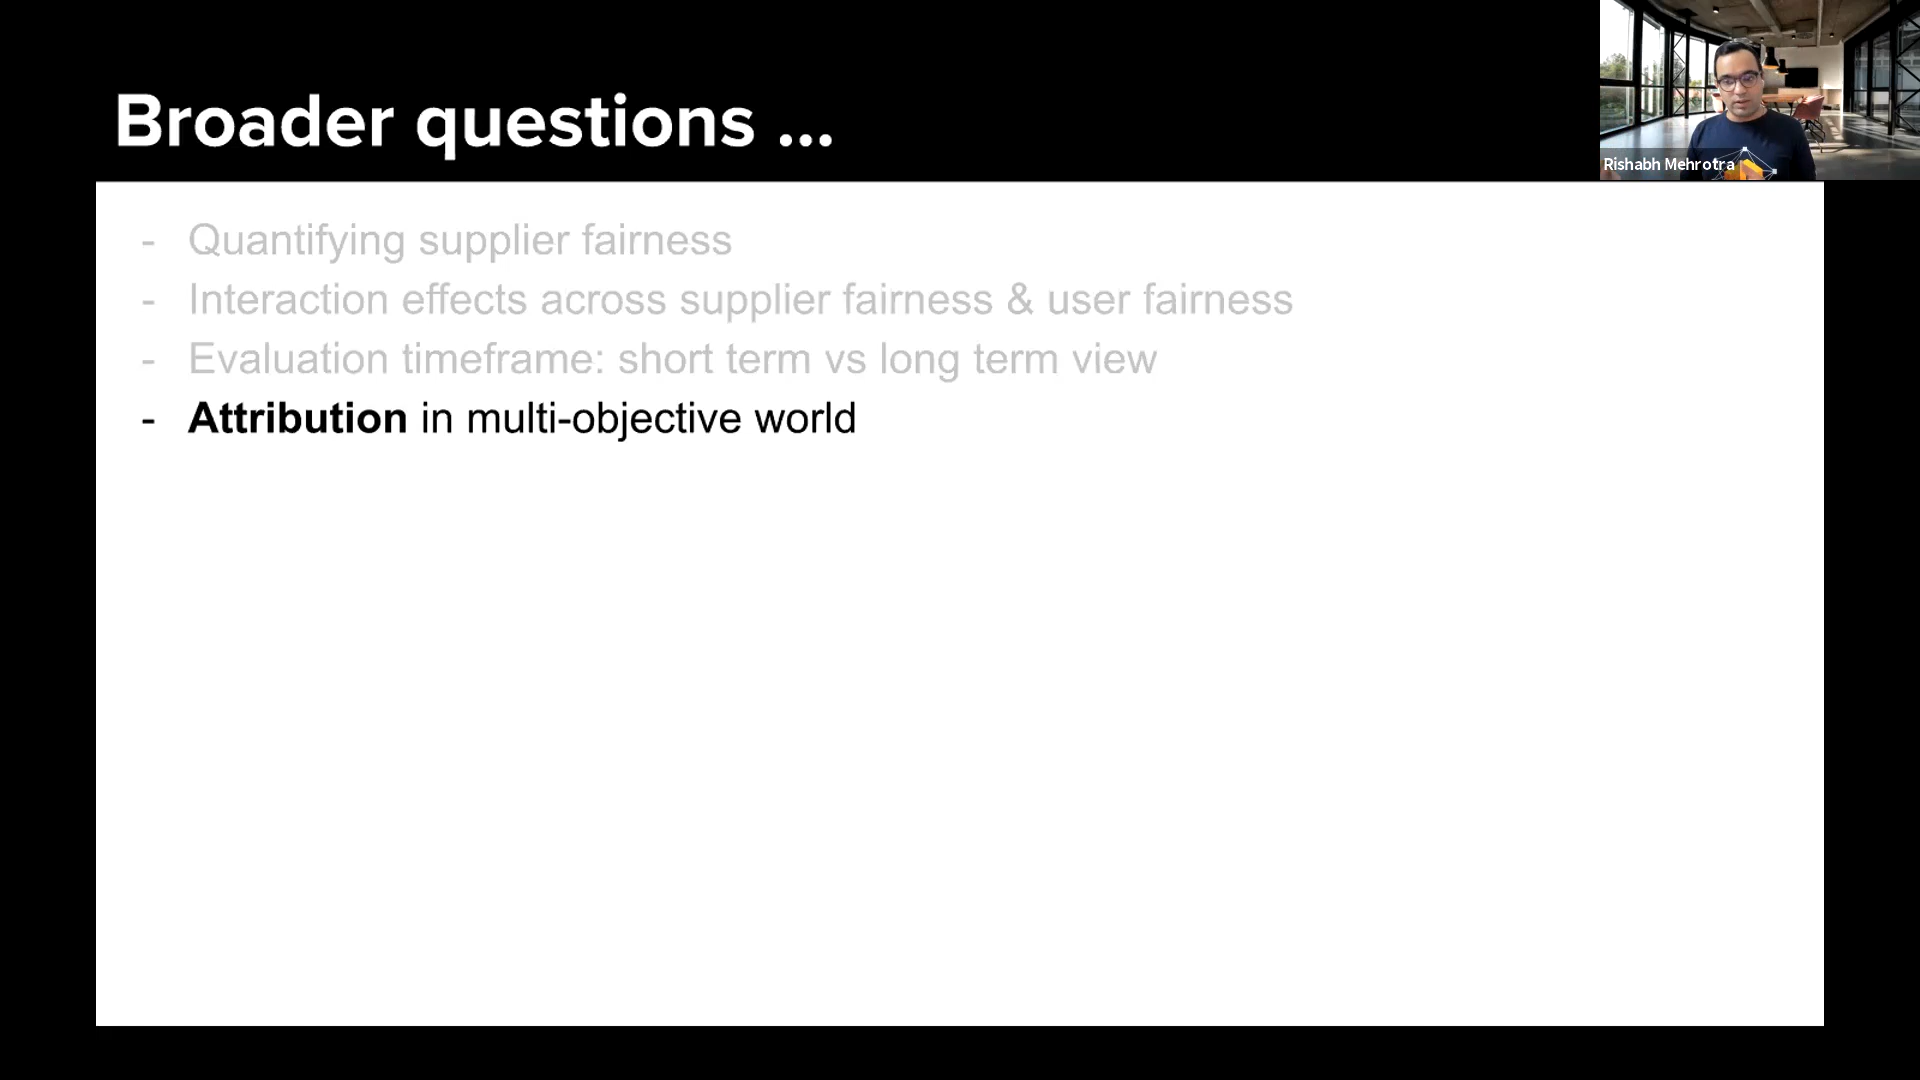 Broader questions ...
Rishabh Mehrotra
- Quantifying supplier fairness
- Interaction effects across supplier fairness & user fairness
- Evaluation timeframe: short term vs long term view
- Attribution in multi-objective world